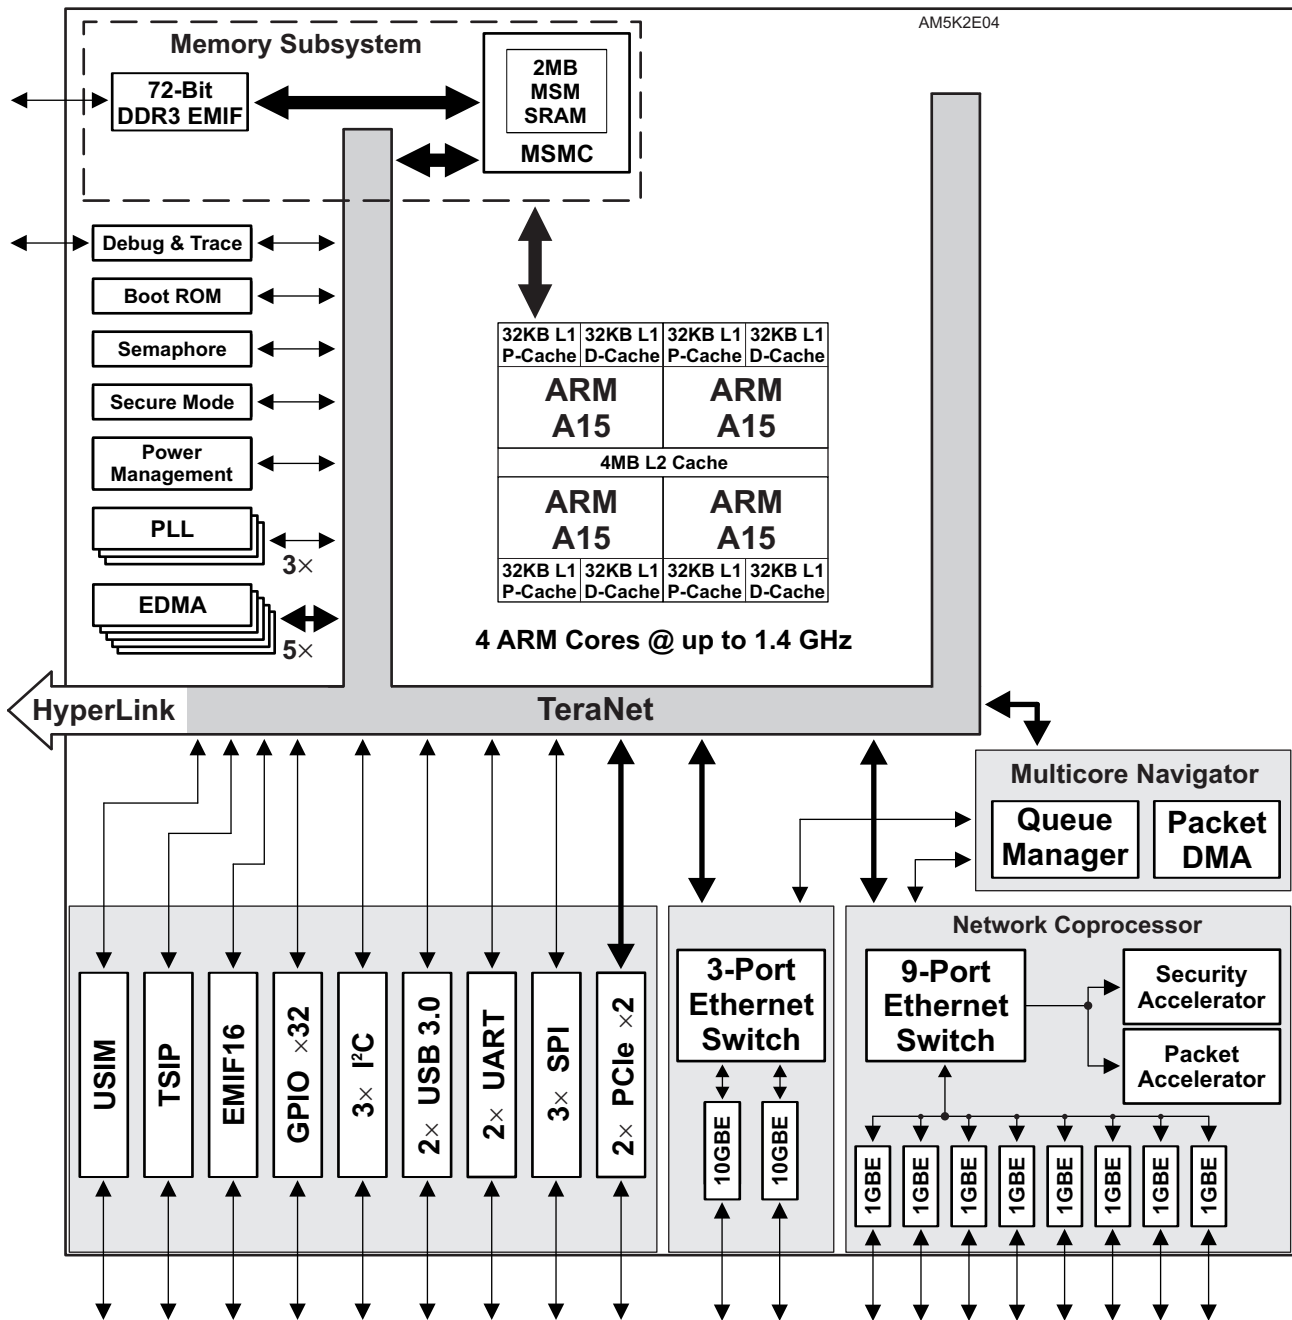 AM5K2E04
Memory Subsystem
72-Bit
DDR3 EMIF
2MB
MSM
SRAM
MSMC
Debug & Trace
Boot ROM
Semaphore
Secure Mode
Power
Management
PLL
3×
EDMA
5×
32KB L1 32KB L1 32KB L1 32KB L1
P-Cache D-Cache P-Cache D-Cache
ARM ARM
A15 A15
4MB L2 Cache
ARM ARM
A15 A15
32KB L1 32KB L1 32KB L1 32KB L1
P-Cache D-Cache P-Cache D-Cache
4 ARM Cores @ up to 1.4 GHz
HyperLink
TeraNet
Multicore Navigator
Queue
Manager
Packet
DMA
USIM
TSIP
EMIF16
GPIO ×32
3× I²C
2× USB 3.0
2× UART
3× SPI
2× PCIe ×2
3-Port
Ethernet
Switch
10GBE
10GBE
Network Coprocessor
9-Port
Ethernet
Switch
Security
Accelerator
Packet
Accelerator
1GBE
1GBE
1GBE
1GBE
1GBE
1GBE
1GBE
1GBE